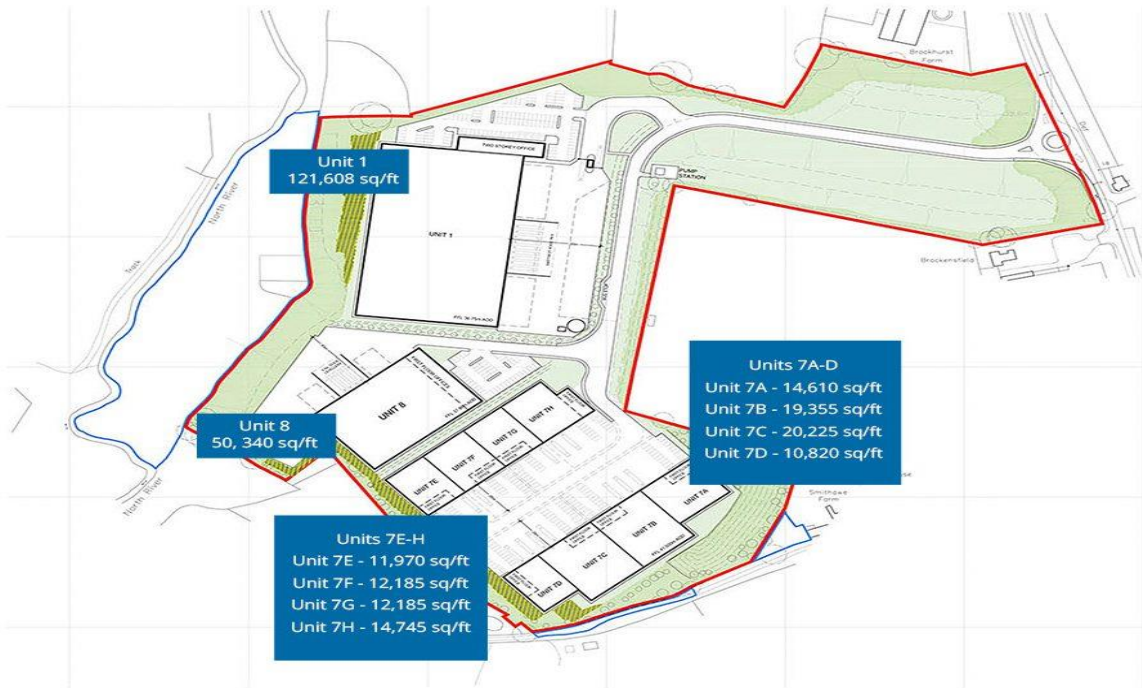 Brockhurst
Farm
TWO STOREY OFFICE
Unit 1
121,608 sq/ft
North River
PUMP
STATION
UNIT 1
Track
Brockensfield
Units 7A-D
Unit 7A - 14,610 sq/ft
Unit 7B - 19,355 sq/ft
Unit 7C - 20,225 sq/ft
Unit 7D - 10,820 sq/ft
FIRST FLOOR OFFICES
UNIT 8
Unit 8
50, 340 sq/ft
UNIT 7H
UNIT 7G
UNIT 7F
UNIT 7E
North River
UNIT 7A
UNIT 7B
UNIT 7C
UNIT 7D
Farm
Units 7E-H
Unit 7E - 11,970 sq/ft
Unit 7F - 12,185 sq/ft
Unit 7G - 12,185 sq/ft
Unit 7H - 14,745 sq/ft